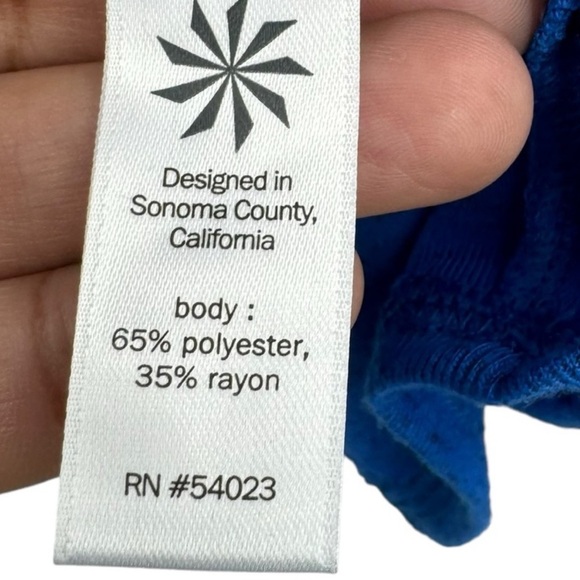 Designed in
Sonoma County,
California
body :
65% polyester,
35% rayon
RN #54023